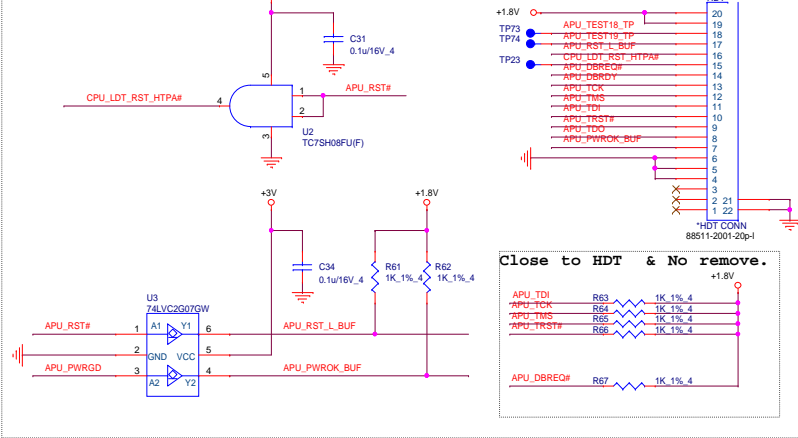 C31
0.1u/16V_4
5
CPU_LDT_RST_HTPA#
4
1
APU_RST#
2
3
U2
TC7SH08FU(F)
+1.8V
20
APU_TEST18_TP
19
TP73
18
APU_TEST19_TP
TP74
17
APU_RST_L_BUF
16
CPU_LDT_RST_HTPA#
TP23
15
APU_DBREQ#
14
APU_DBRDY
13
APU_TCK
12
APU_TMS
11
APU_TDI
10
APU_TRST#
9
APU_TDO
8
APU_PWROK_BUF
7
6
5
4
3
2 21
1 22
*HDT CONN
88511-2001-20p-l
+3V
+1.8V
C34
0.1u/16V_4
R61
1K_1%_4
R62
1K_1%_4
U3
74LVC2G07GW
APU_RST#
1
A1
Y1
6
APU_RST_L_BUF
2
GND
VCC
5
APU_PWRGD
3
A2
Y2
4
APU_PWROK_BUF
Close to HDT & No remove.
+1.8V
APU_TDI
R63
1K_1%_4
APU_TCK
R64
1K_1%_4
APU_TMS
R65
1K_1%_4
APU_TRST#
R66
1K_1%_4
APU_DBREQ#
R67
1K_1%_4